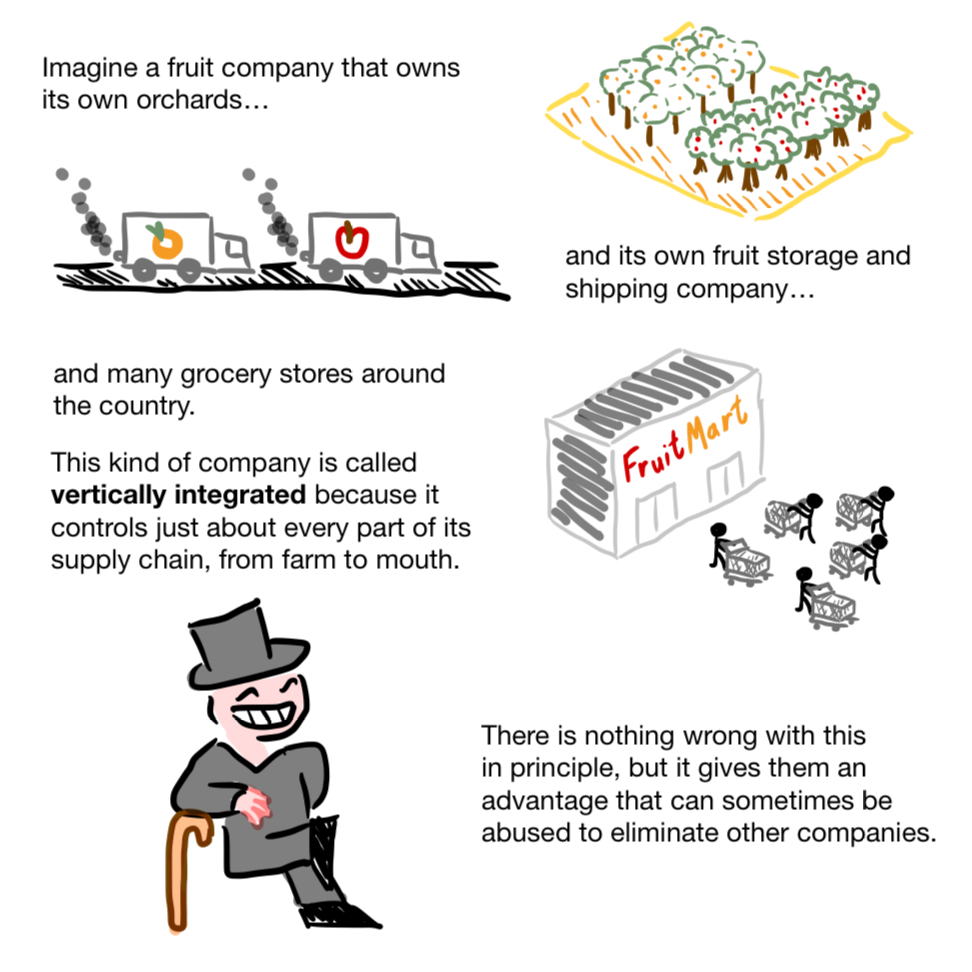 Imagine a fruit company that owns
its own orchards…
and its own fruit storage and
shipping company…
and many grocery stores around
the country.
This kind of company is called
vertically integrated because it
controls just about every part of its
supply chain, from farm to mouth.
FruitMart
There is nothing wrong with this
in principle, but it gives them an
advantage that can sometimes be
abused to eliminate other companies.